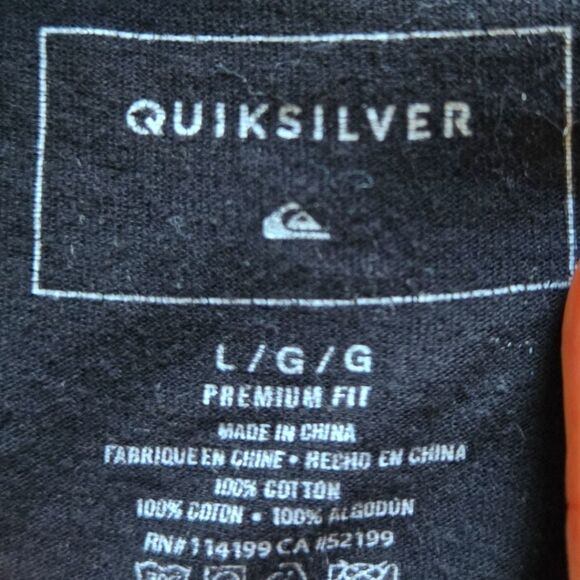 QUIKSILVER
L/G/G
PREMIUM FIT
MADE IN CHINA
FABRIQUE EN CHINE • HECHO EN CHINA
100% COTTON
100% COTON • 100% ALGODÓN
RN# 114199 CA #52199